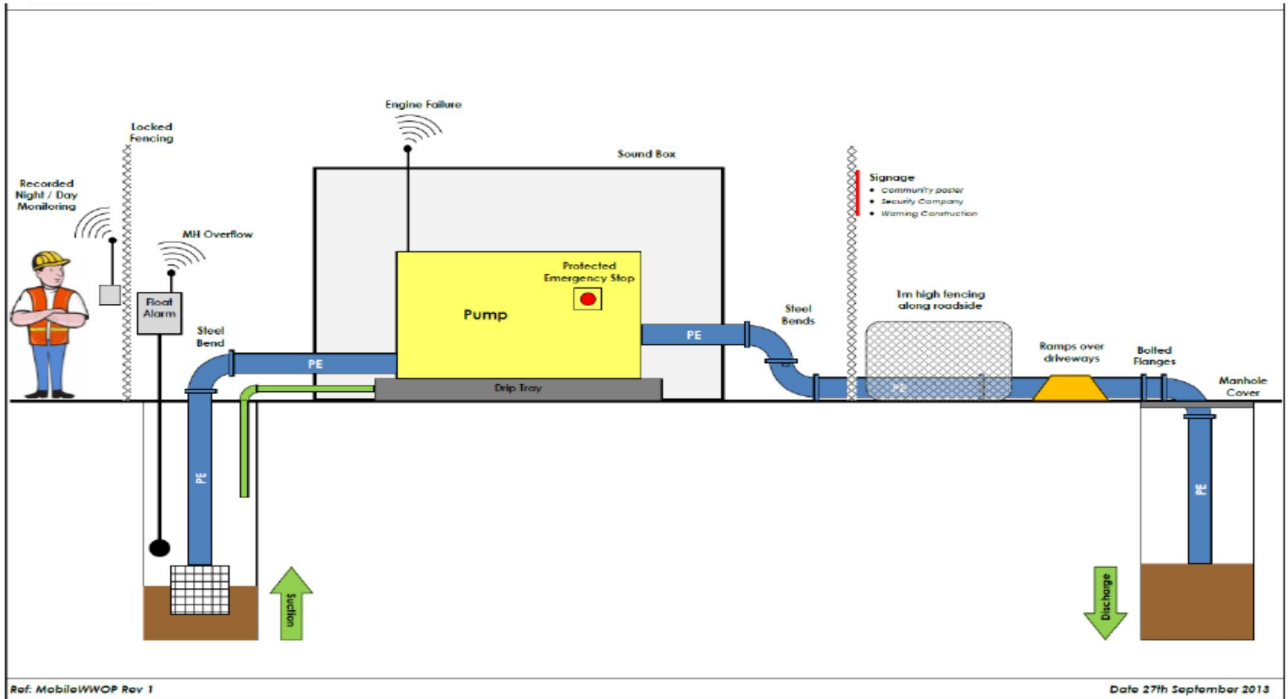 Engine Failure
Locked
Fencing
Sound Box
Recorded
Night / Day
Monitoring
Signage
• Community poster
• Security Company
• Warning Construction
MH Overflow
Protected
Emergency Stop
Float
Alarm
Steel
Bend
Pump
Steel
Bends
1m high fencing
along roadside
Ramps over
driveways
Bolted
Flanges
Manhole
Cover
PE
PE
PE
Drip Tray
PE
PE
Suction
Discharge
Ref: MobileWWOP Rev 1
Date 27th September 2013